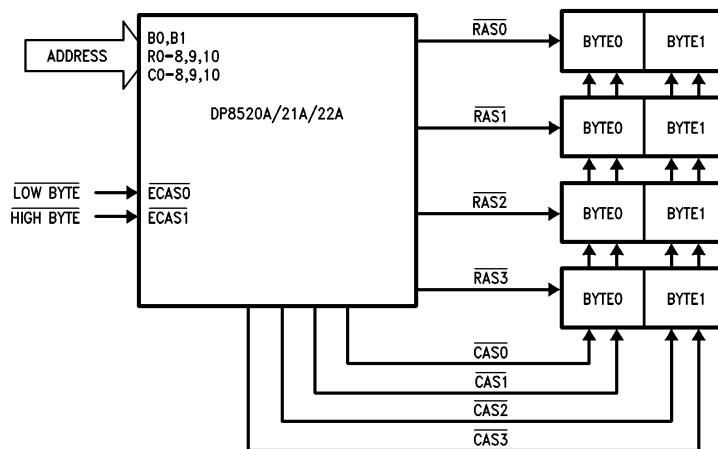 ADDRESS
B0,B1
R0-8,9,10
C0-8,9,10
DP8520A/21A/22A
LOW BYTE
HIGH BYTE
ECAS0
ECAS1
RAS0
BYTE0 BYTE1
RAS1
BYTE0 BYTE1
RAS2
BYTE0 BYTE1
RAS3
BYTE0 BYTE1
CAS0
CAS1
CAS2
CAS3